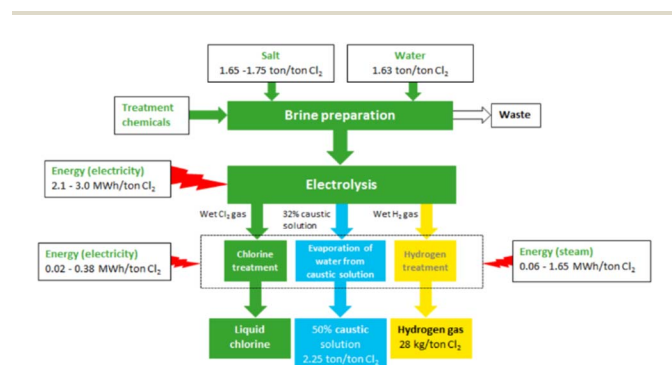 Salt
1.65 -1.75 ton/ton Cl₂
Water
1.63 ton/ton Cl₂
Treatment
chemicals
Brine preparation
Waste
Energy (electricity)
2.1 - 3.0 MWh/ton Cl₂
Electrolysis
Wet Cl₂ gas
32% caustic
solution
Wet H₂ gas
Energy (electricity)
0.02 - 0.38 MWh/ton Cl₂
Chlorine
treatment
Evaporation of
water from
caustic solution
Hydrogen
treatment
Energy (steam)
0.06 - 1.65 MWh/ton Cl₂
Liquid
chlorine
50% caustic
solution
2.25 ton/ton Cl₂
Hydrogen gas
28 kg/ton Cl₂